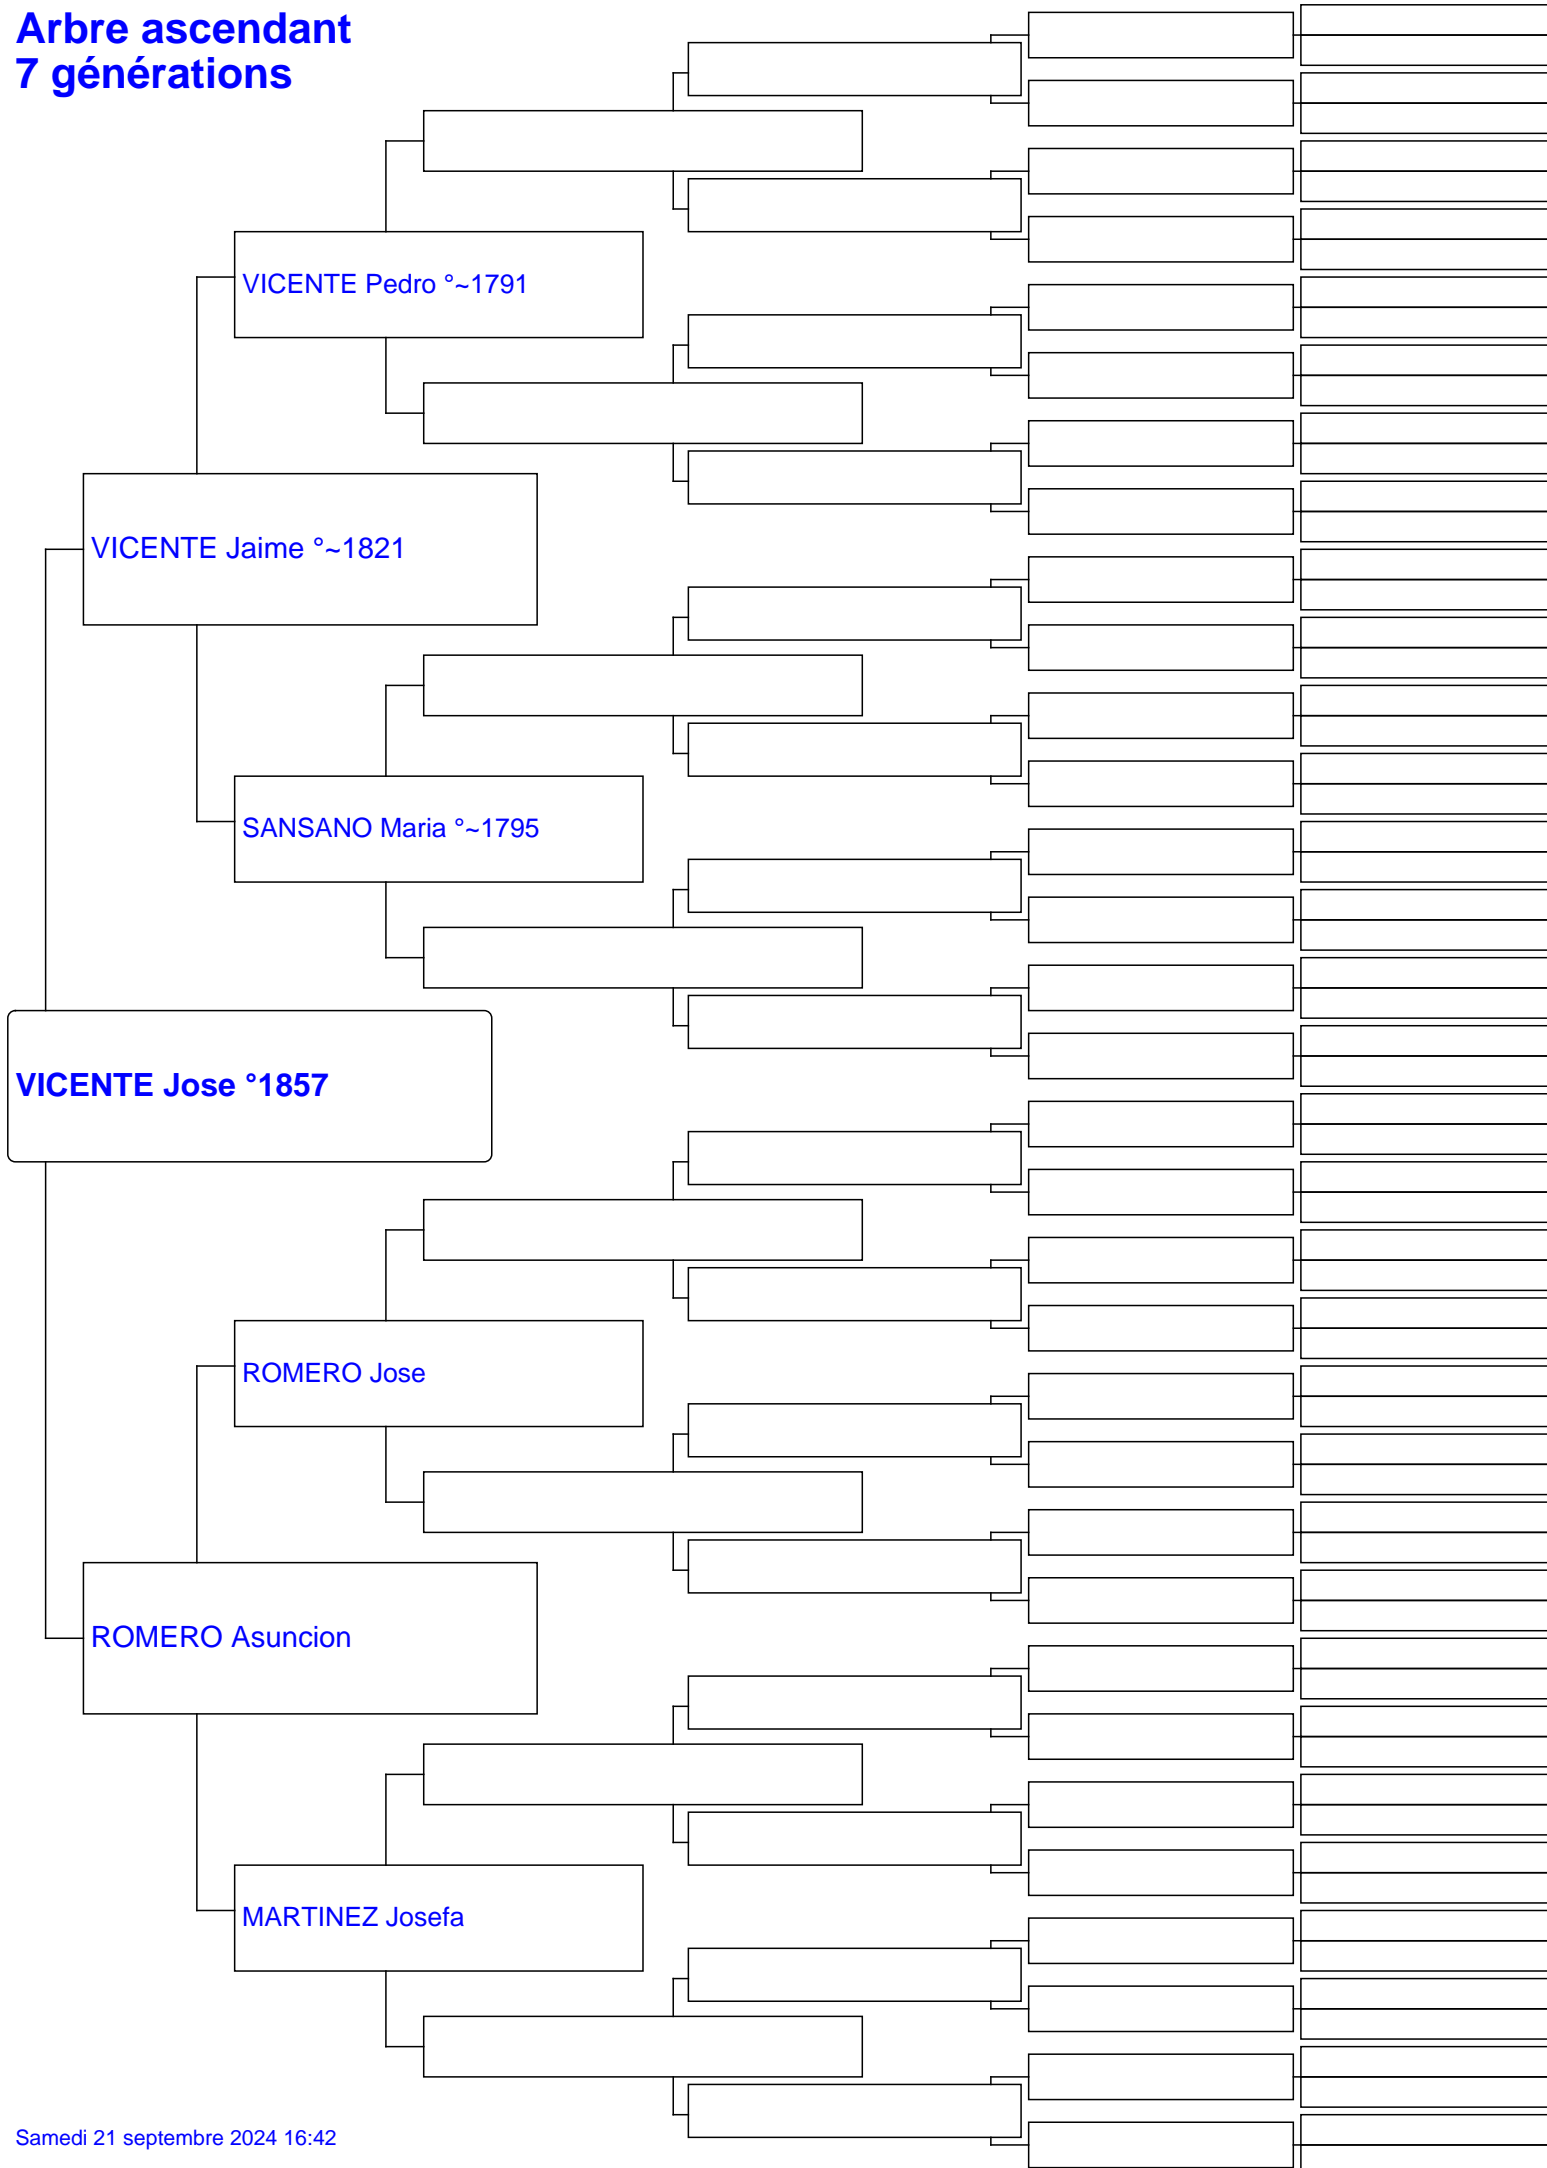 Arbre ascendant
7 générations
VICENTE Pedro °~1791
VICENTE Jaime °~1821
SANSANO Maria °~1795
VICENTE Jose °1857
ROMERO Jose
ROMERO Asuncion
MARTINEZ Josefa
Samedi 21 septembre 2024 16:42